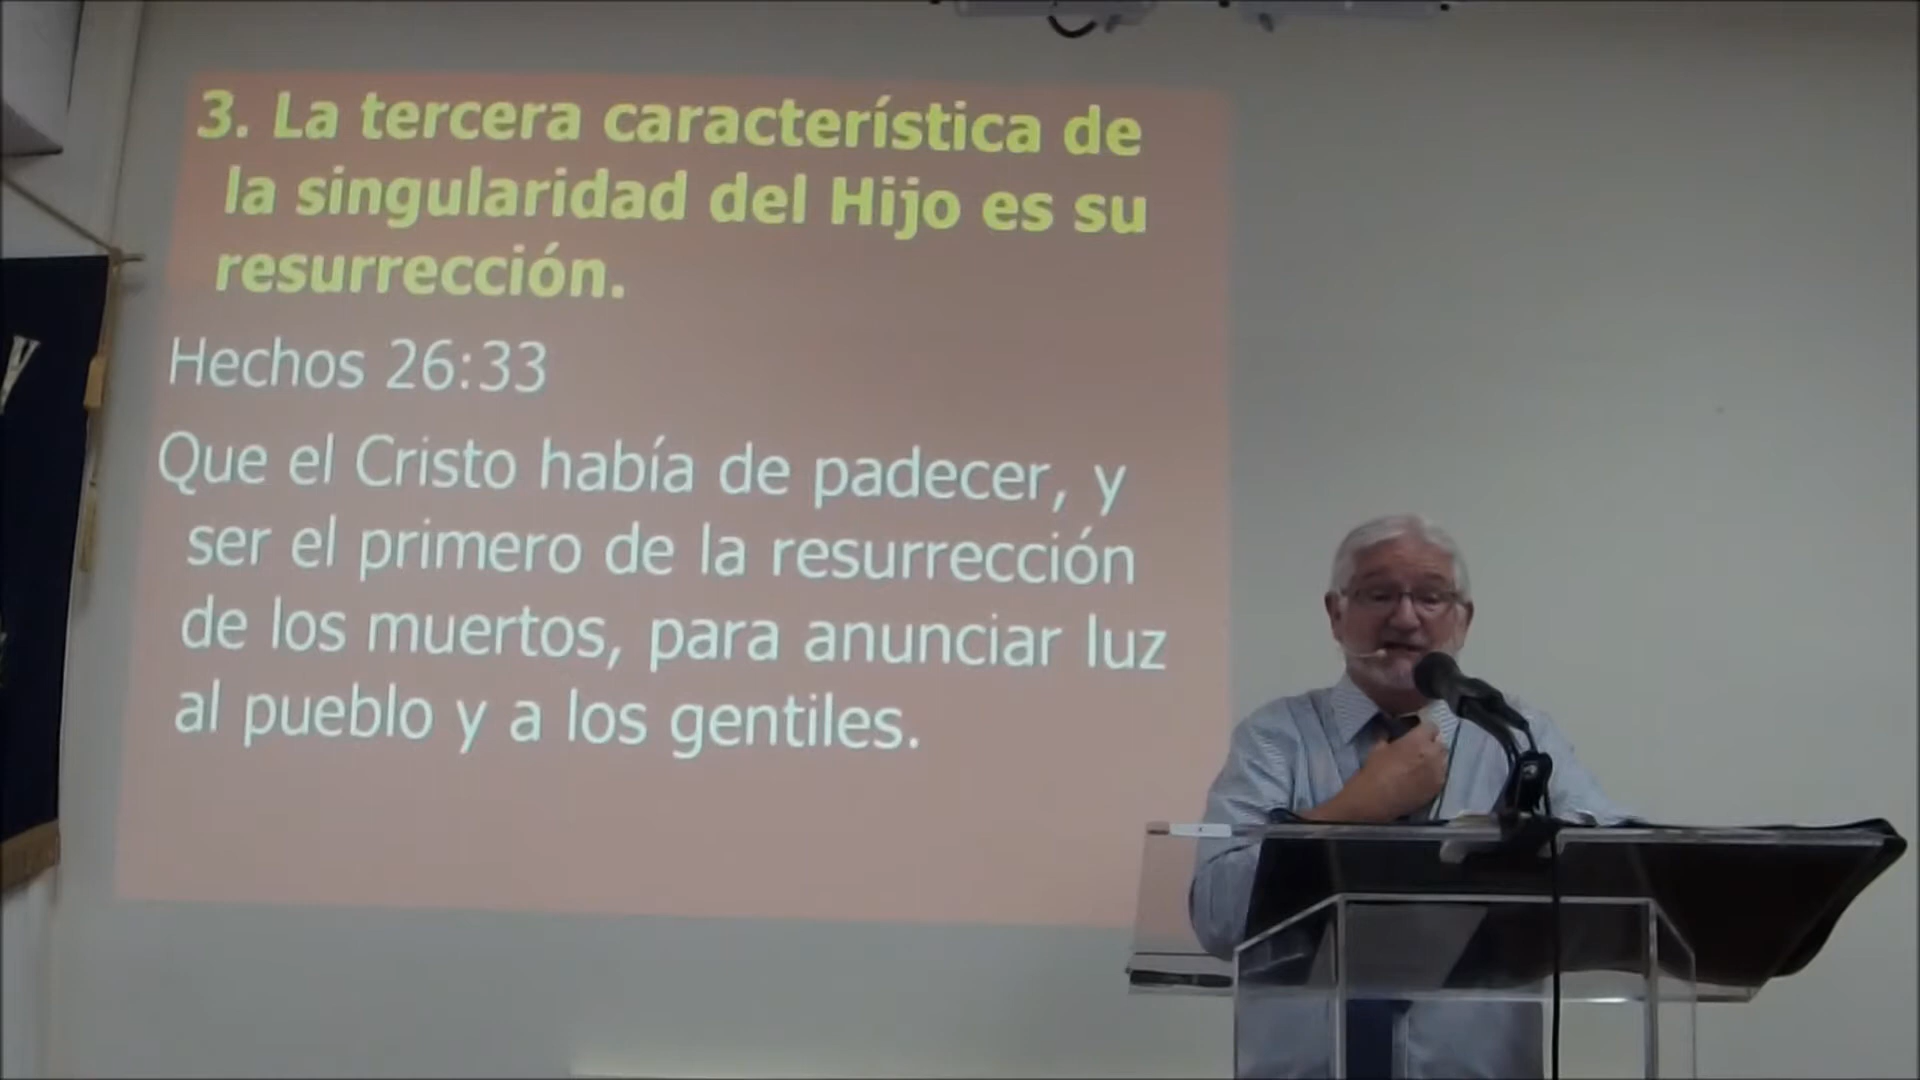 3. La tercera característica de
la singularidad del Hijo es su
resurrección.
Hechos 26:33
Que el Cristo había de padecer, y
ser el primero de la resurrección
de los muertos, para anunciar luz
al pueblo y a los gentiles.
y